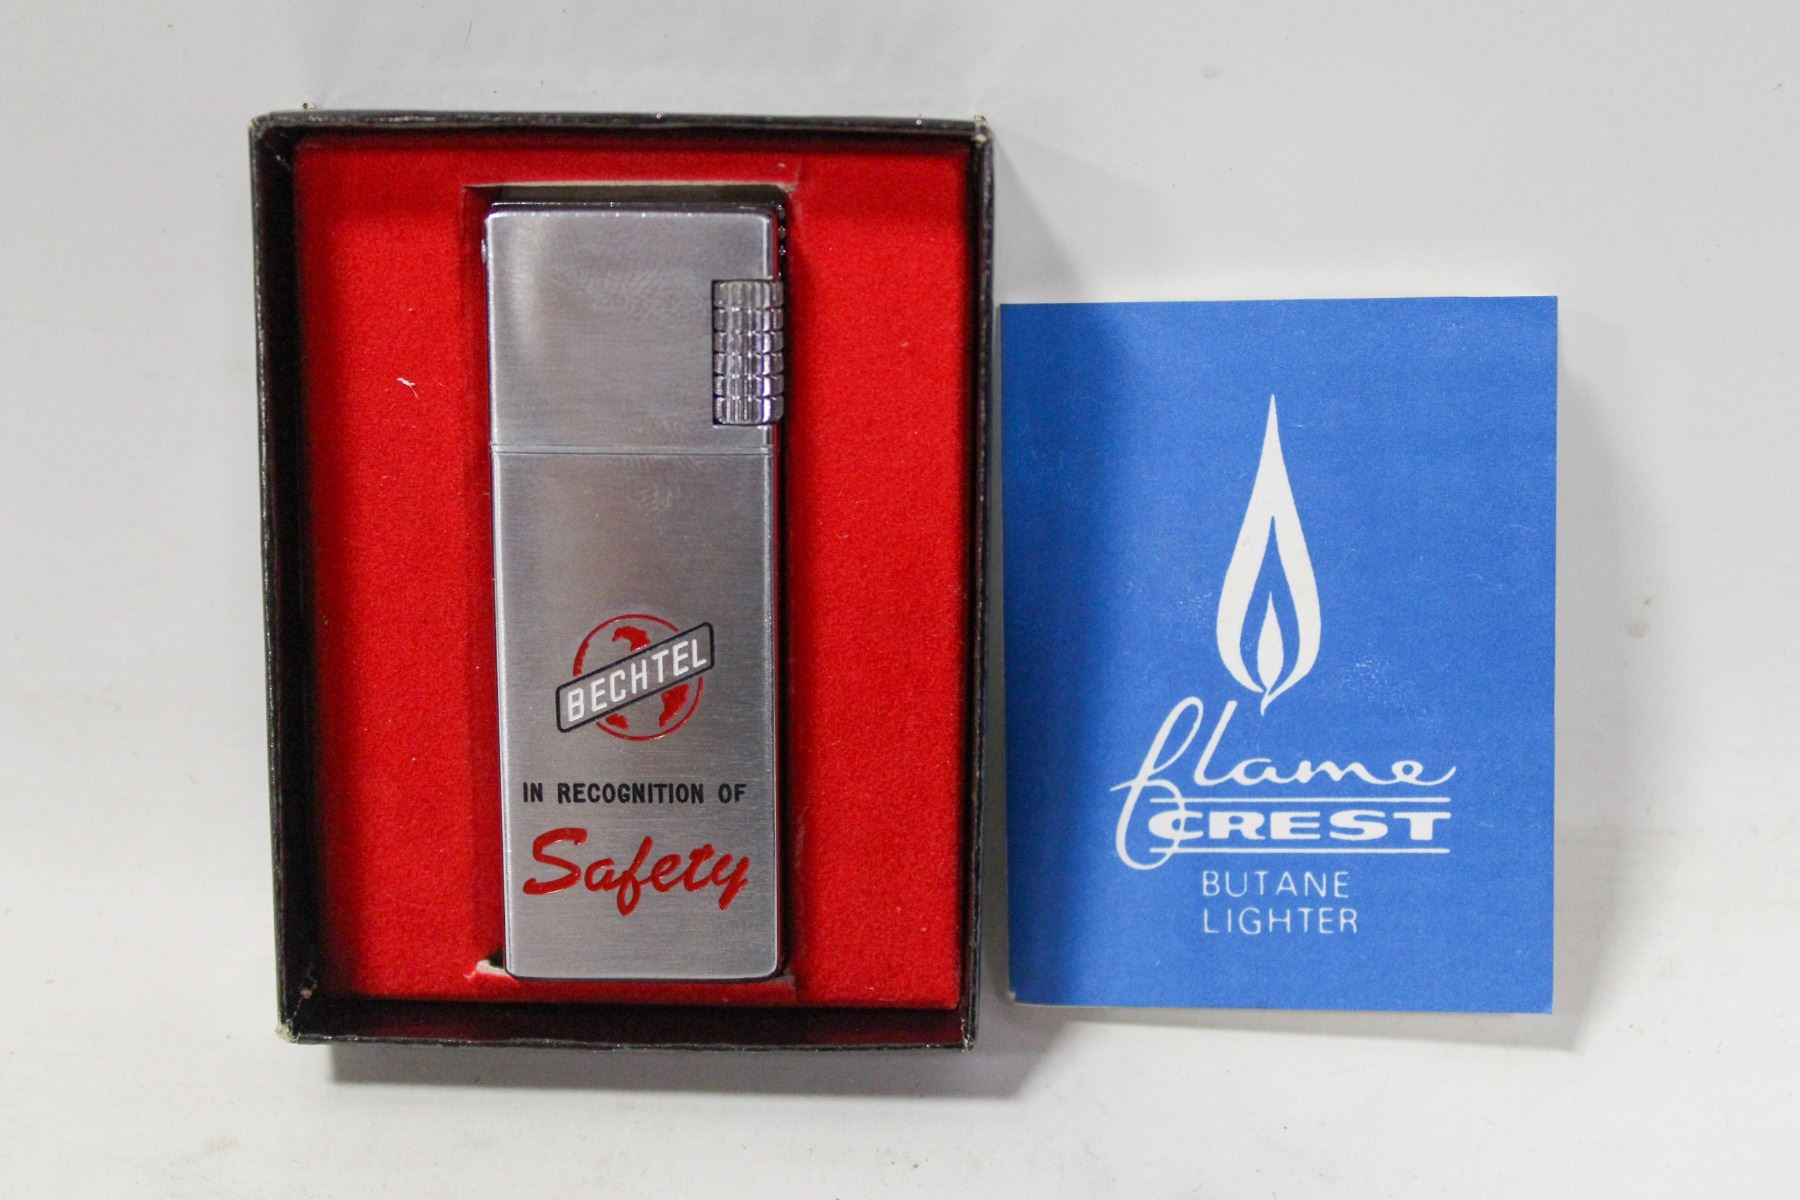 BECHTEL
IN RECOGNITION OF
Safety
flame
CREST
BUTANE
LIGHTER